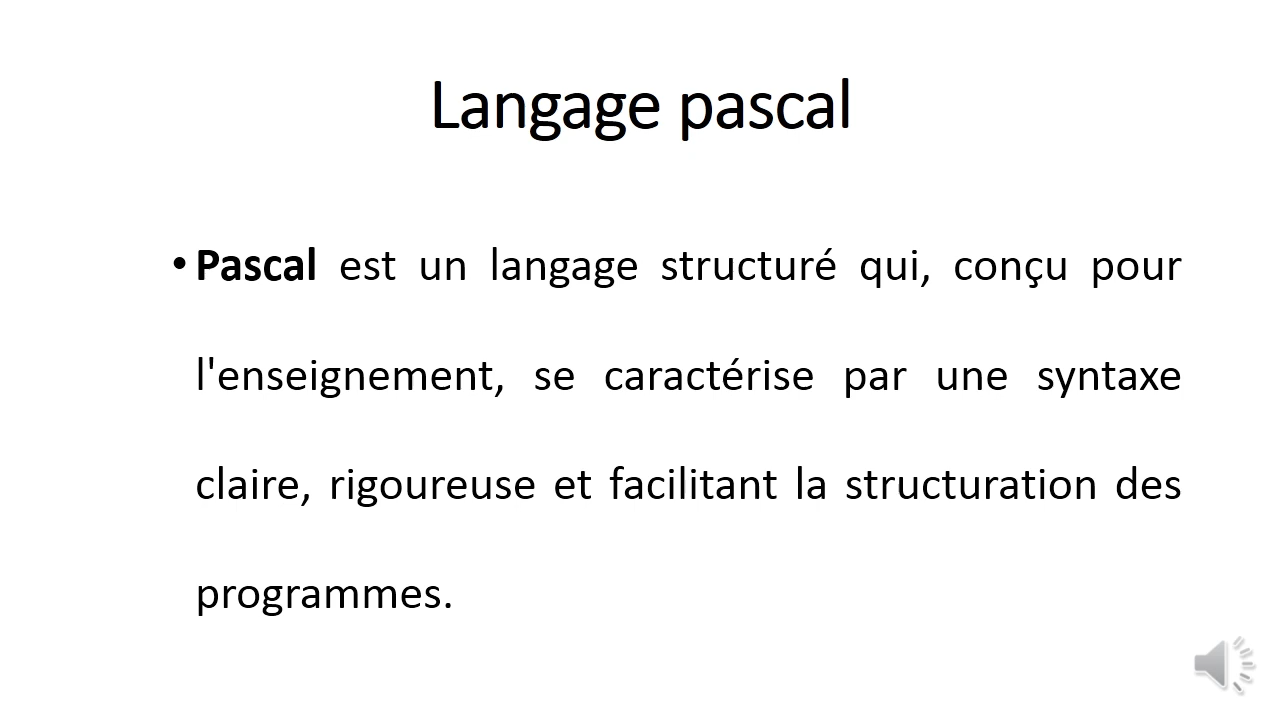 Langage pascal
• Pascal est un langage structuré qui, conçu pour
l'enseignement, se caractérise par une syntaxe
claire, rigoureuse et facilitant la structuration des
programmes.